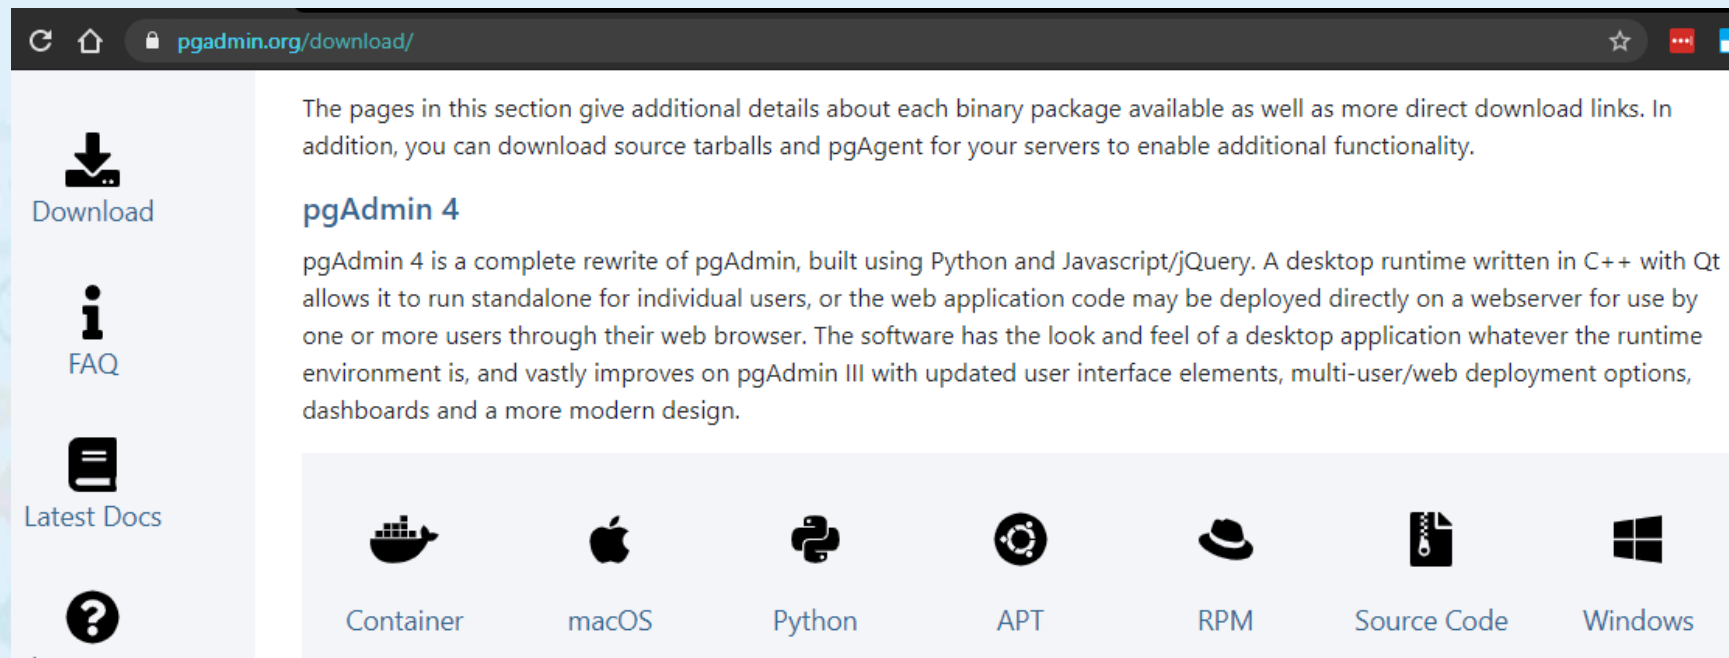 pgadmin.org/download/
Download
FAQ
Latest Docs
The pages in this section give additional details about each binary package available as well as more direct download links. In
addition, you can download source tarballs and pgAgent for your servers to enable additional functionality.
pgAdmin 4
pgAdmin 4 is a complete rewrite of pgAdmin, built using Python and Javascript/jQuery. A desktop runtime written in C++ with Qt
allows it to run standalone for individual users, or the web application code may be deployed directly on a webserver for use by
one or more users through their web browser. The software has the look and feel of a desktop application whatever the runtime
environment is, and vastly improves on pgAdmin III with updated user interface elements, multi-user/web deployment options,
dashboards and a more modern design.
Container macOS Python APT RPM Source Code Windows